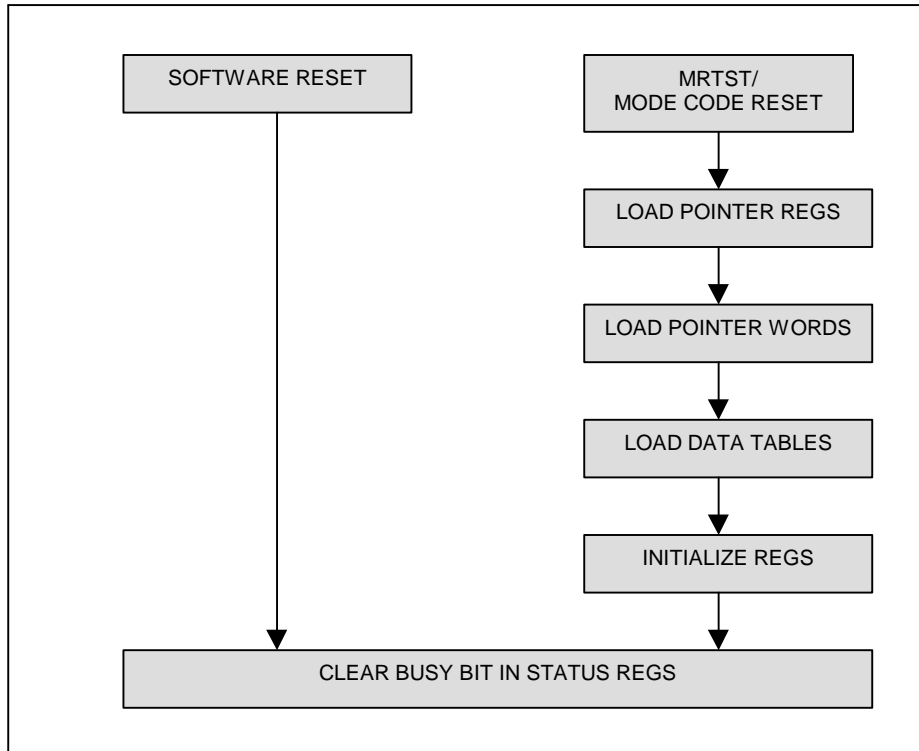 SOFTWARE RESET
MRTST/
MODE CODE RESET
LOAD POINTER REGS
LOAD POINTER WORDS
LOAD DATA TABLES
INITIALIZE REGS
CLEAR BUSY BIT IN STATUS REGS